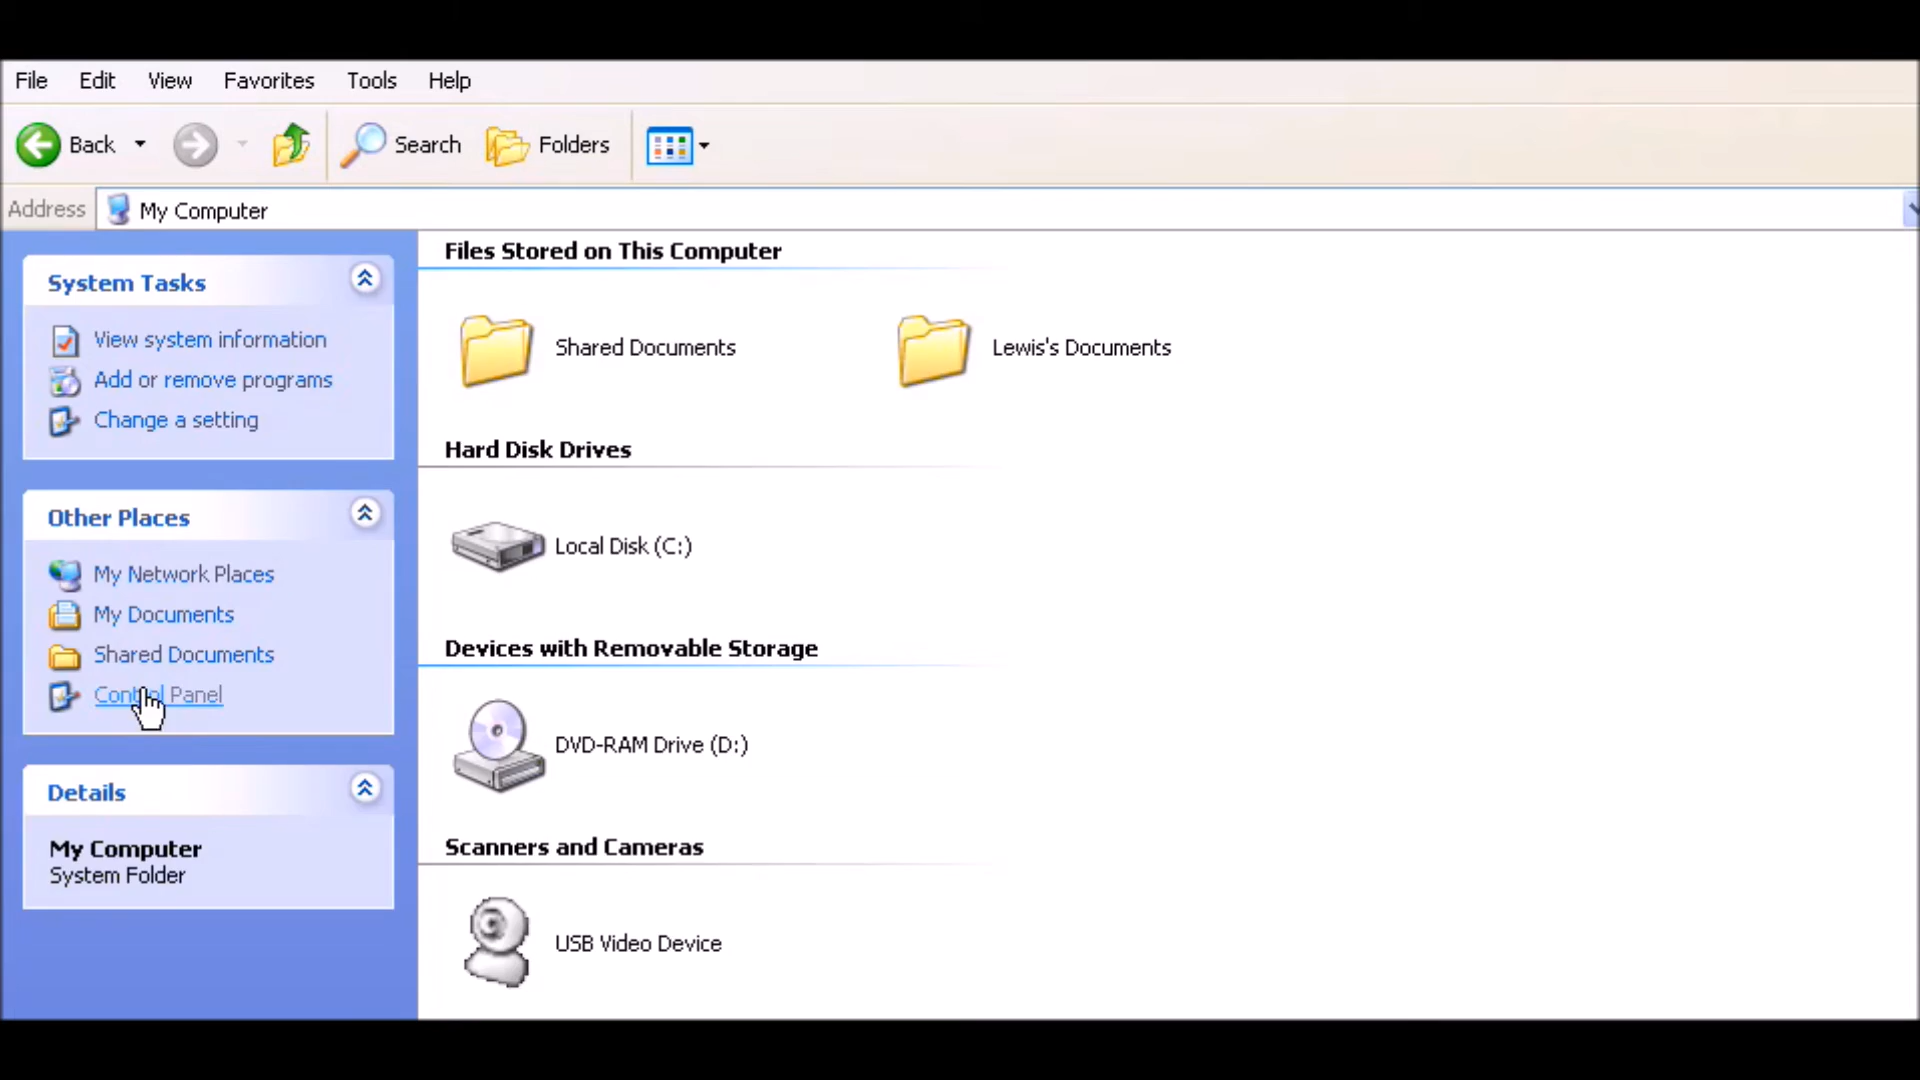 File Edit View Favorites Tools Help
Back Search Folders
Address My Computer
System Tasks
View system information
Add or remove programs
Change a setting
Other Places
My Network Places
My Documents
Shared Documents
Control Panel
Details
My Computer
System Folder
Files Stored on This Computer
Shared Documents Lewis's Documents
Hard Disk Drives
Local Disk (C:)
Devices with Removable Storage
DVD-RAM Drive (D:)
Scanners and Cameras
USB Video Device